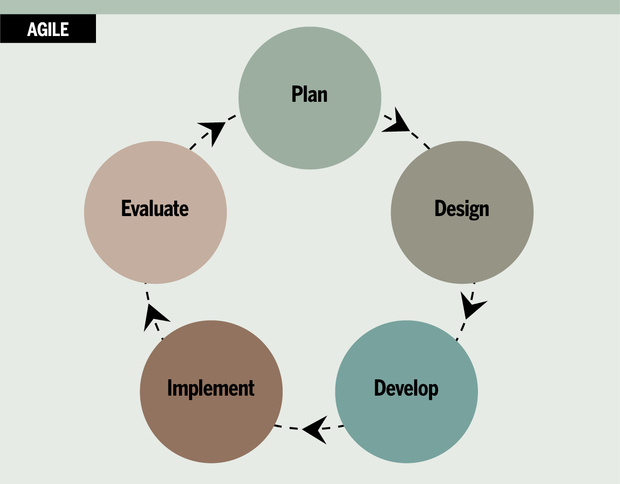 AGILE
Plan
Design
Develop
Implement
Evaluate